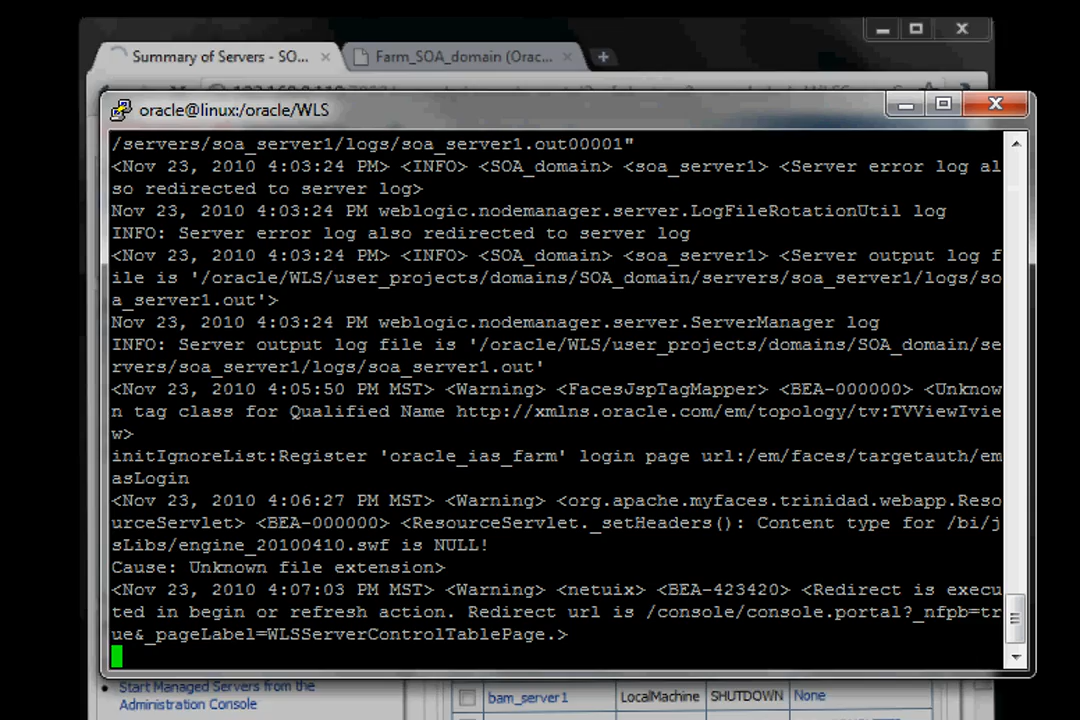 Summary of Servers - SO...
Farm_SOA_domain (Orac...
oracle@linux:/oracle/WLS
/servers/soa_server1/logs/soa_server1.out00001"
<Nov 23, 2010 4:03:24 PM> <INFO> <SOA_domain> <soa_server1> <Server error log al
so redirected to server log>
Nov 23, 2010 4:03:24 PM weblogic.nodemanager.server.LogFileRotationUtil log
INFO: Server error log also redirected to server log
<Nov 23, 2010 4:03:24 PM> <INFO> <SOA_domain> <soa_server1> <Server output log f
ile is '/oracle/WLS/user_projects/domains/SOA_domain/servers/soa_server1/logs/so
a_server1.out'>
Nov 23, 2010 4:03:24 PM weblogic.nodemanager.server.ServerManager log
INFO: Server output log file is '/oracle/WLS/user_projects/domains/SOA_domain/se
rvers/soa_server1/logs/soa_server1.out'
<Nov 23, 2010 4:05:50 PM MST> <Warning> <FacesJspTagMapper> <BEA-000000> <Unknow
n tag class for Qualified Name http://xmlns.oracle.com/em/topology/tv:TVViewIvie
w>
initIgnoreList:Register 'oracle_ias_farm' login page url:/em/faces/targetauth/em
asLogin
<Nov 23, 2010 4:06:27 PM MST> <Warning> <org.apache.myfaces.trinidad.webapp.Reso
urceServlet> <BEA-000000> <ResourceServlet._setHeaders(): Content type for /bi/j
sLibs/engine_20100410.swf is NULL!
Cause: Unknown file extension>
<Nov 23, 2010 4:07:03 PM MST> <Warning> <netuix> <BEA-423420> <Redirect is execu
ted in begin or refresh action. Redirect url is /console/console.portal?_nfpb=tr
ue&_pageLabel=WLSServerControlTablePage.>
Start Managed Servers from the
Administration Console
bam_server1 LocalMachine SHUTDOWN None